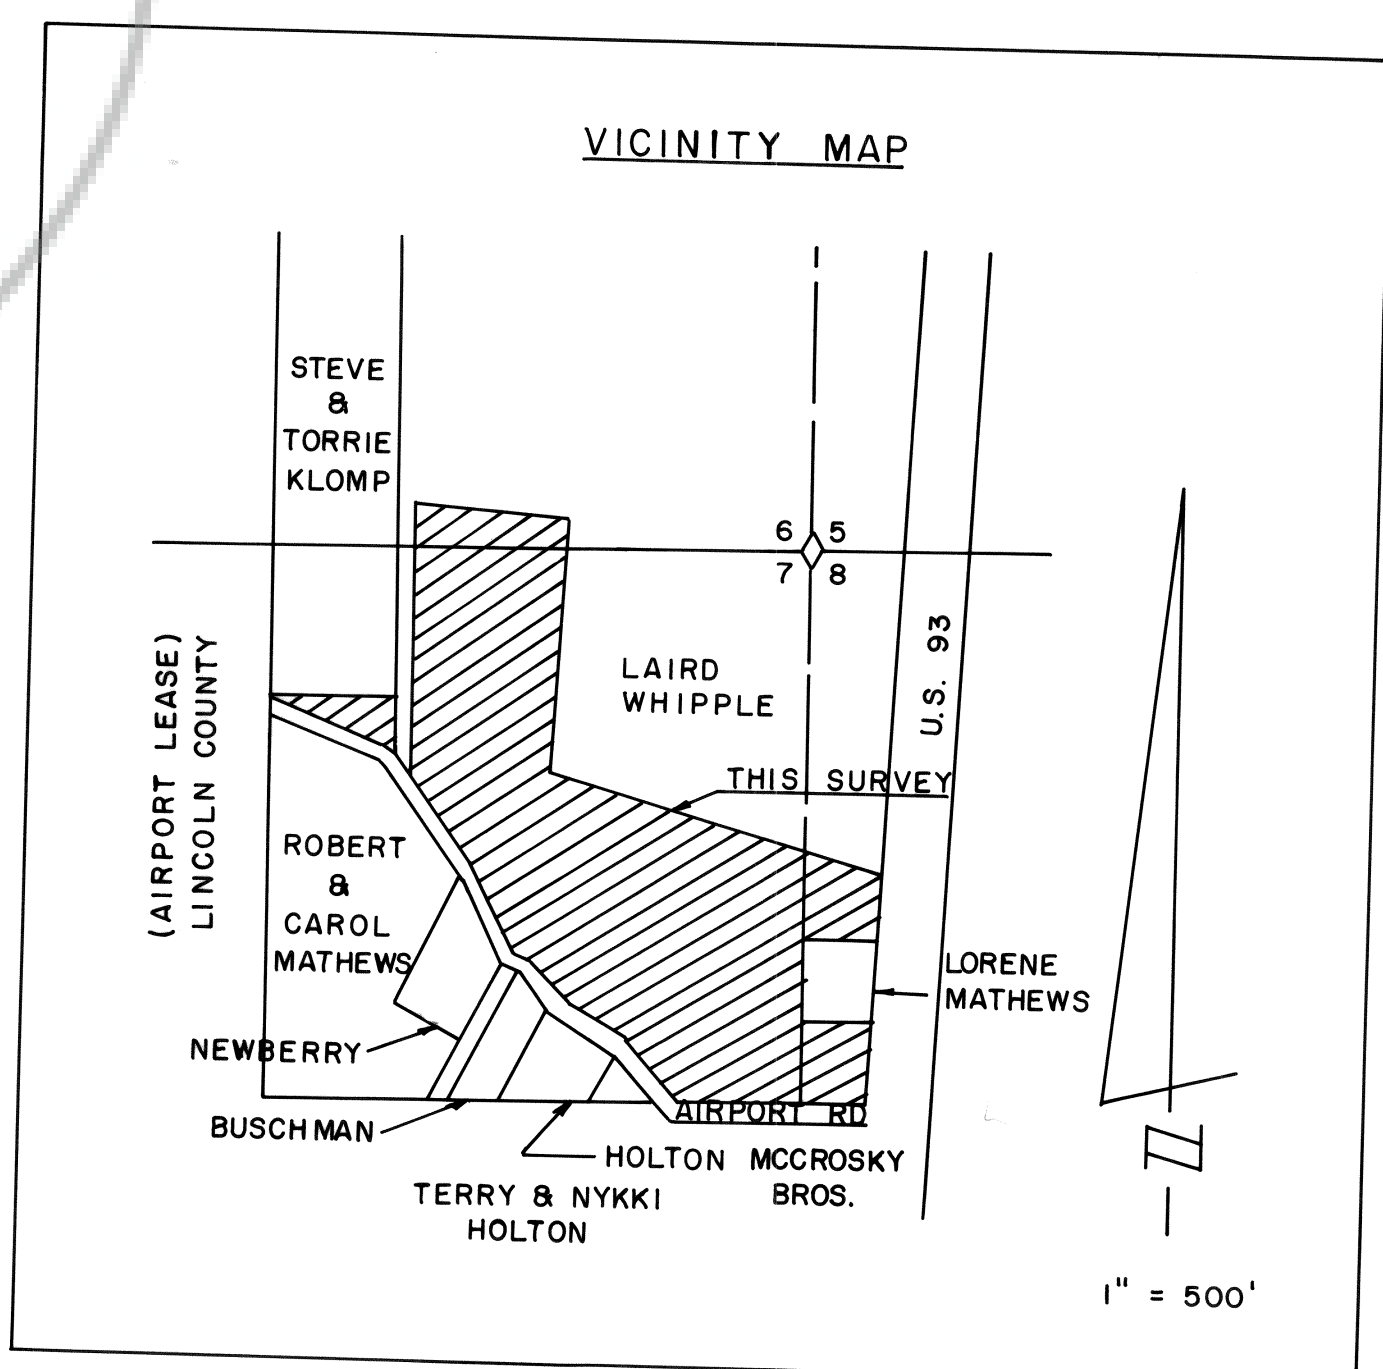 VICINITY MAP
STEVE
&
TORRIE
KLOMP
6 5
7 8
U.S. 93
LAIRD
WHIPPLE
(AIRPORT LEASE)
LINCOLN COUNTY
THIS SURVEY
ROBERT
&
CAROL
MATHEWS
LORENE
MATHEWS
NEWBERRY
BUSCHMAN
AIRPORT RD
HOLTON
MCCROSKY
BROS.
TERRY & NYKKI
HOLTON
N
1" = 500'